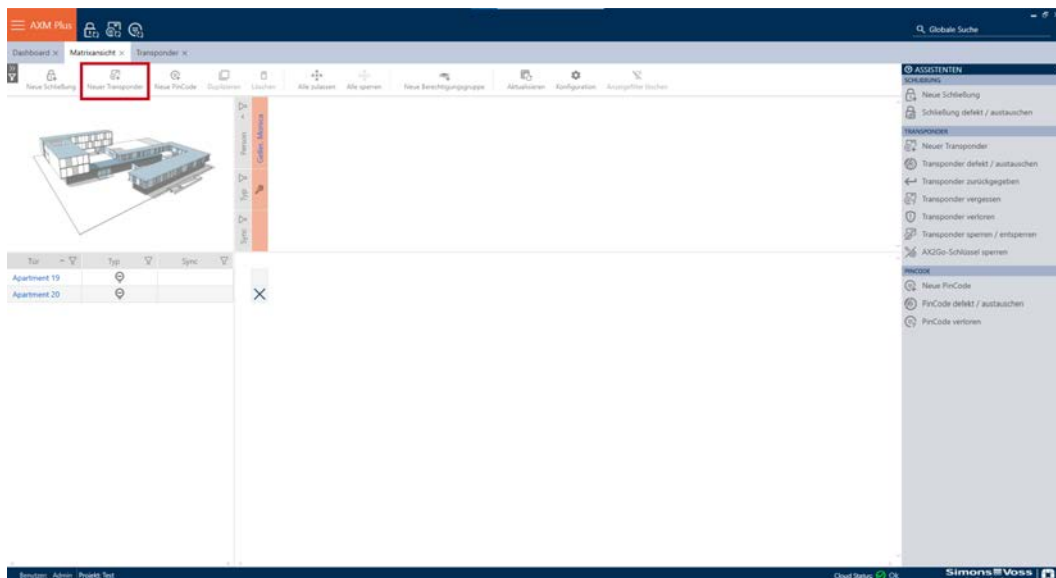 AXM Plus
Globale Suche
Dashboard
Matrixansicht
Transponder
Neue Schließung
Neuer Transponder
Neue PinCode
Duplizieren
Löschen
Alle zulassen
Alle sperren
Neue Berechtigungsgruppe
Aktualisieren
Konfiguration
Anzeigefilter löschen
Person
Geller, Monica
Typ
Sync
Tür Typ Sync
Apartment 19
Apartment 20
ASSISTENTEN
SCHLIEßUNG
Neue Schließung
Schließung defekt / austauschen
TRANSPONDER
Neuer Transponder
Transponder defekt / austauschen
Transponder zurückgegeben
Transponder vergessen
Transponder verloren
Transponder sperren / entsperren
AX2Go-Schlüssel sperren
PINCODE
Neue PinCode
PinCode defekt / austauschen
PinCode verloren
Benutzer: Admin Projekt: Test
Cloud Status: Ok
Simons Voss